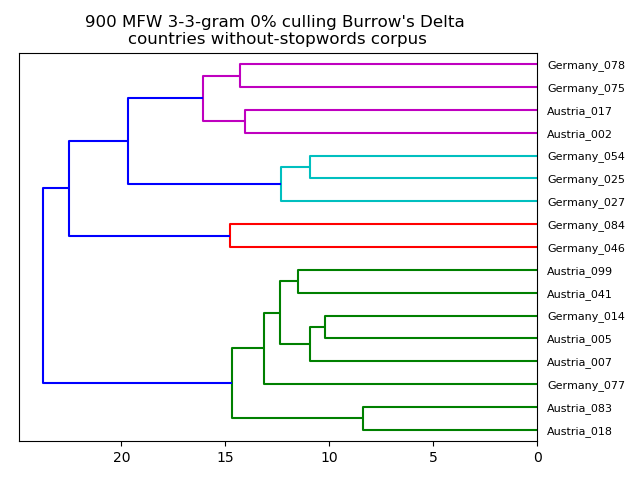 900 MFW 3-3-gram 0% culling Burrow's Delta
countries without-stopwords corpus
Germany_078
Germany_075
Austria_017
Austria_002
Germany_054
Germany_025
Germany_027
Germany_084
Germany_046
Austria_099
Austria_041
Germany_014
Austria_005
Austria_007
Germany_077
Austria_083
Austria_018
20 15 10 5 0